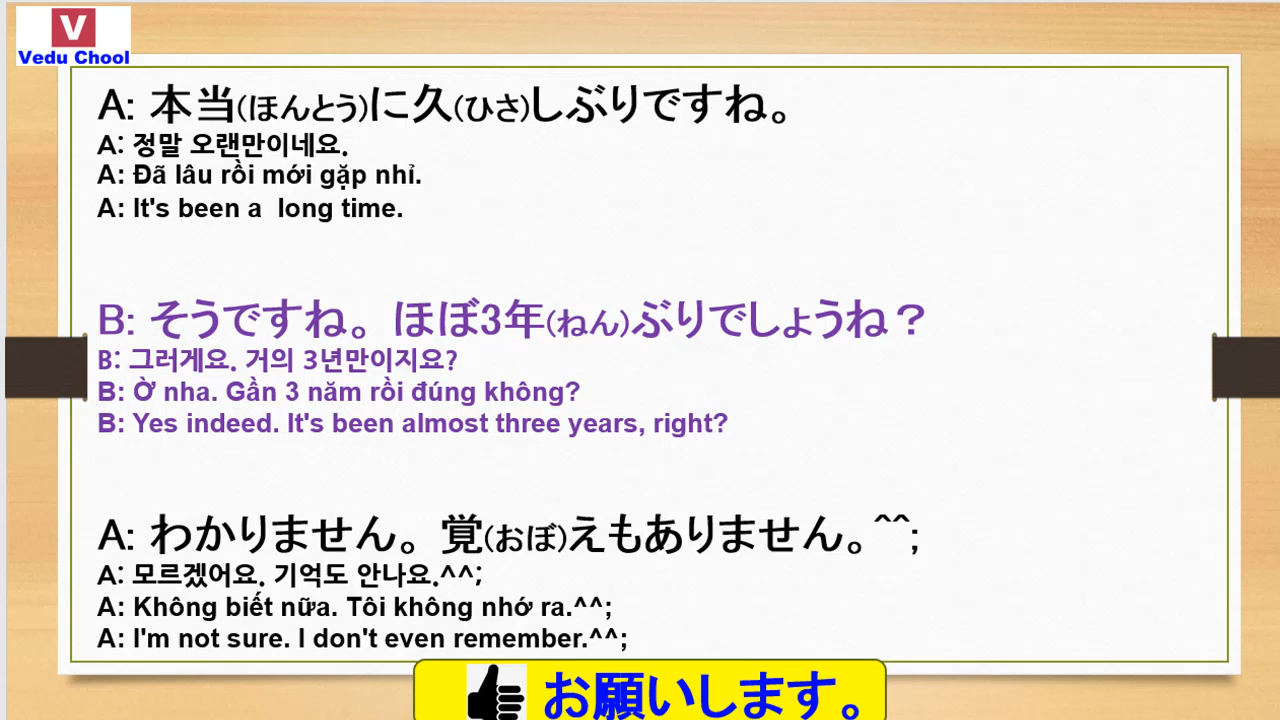 V
Vedu Chool
A: 本当(ほんとう)に久(ひさ)しぶりですね。
A: 정말 오랜만이네요.
A: Đã lâu rồi mới gặp nhỉ.
A: It's been a  long time.
B: そうですね。ほぼ3年(ねん)ぶりでしょうね？
B: 그러게요. 거의 3년만이지요?
B: Ờ nha. Gần 3 năm rồi đúng không?
B: Yes indeed. It's been almost three years, right?
A: わかりません。覚(おぼ)えもありません。^^;
A: 모르겠어요. 기억도 안나요.^^;
A: Không biết nữa. Tôi không nhớ ra.^^;
A: I'm not sure. I don't even remember.^^;
お願いします。